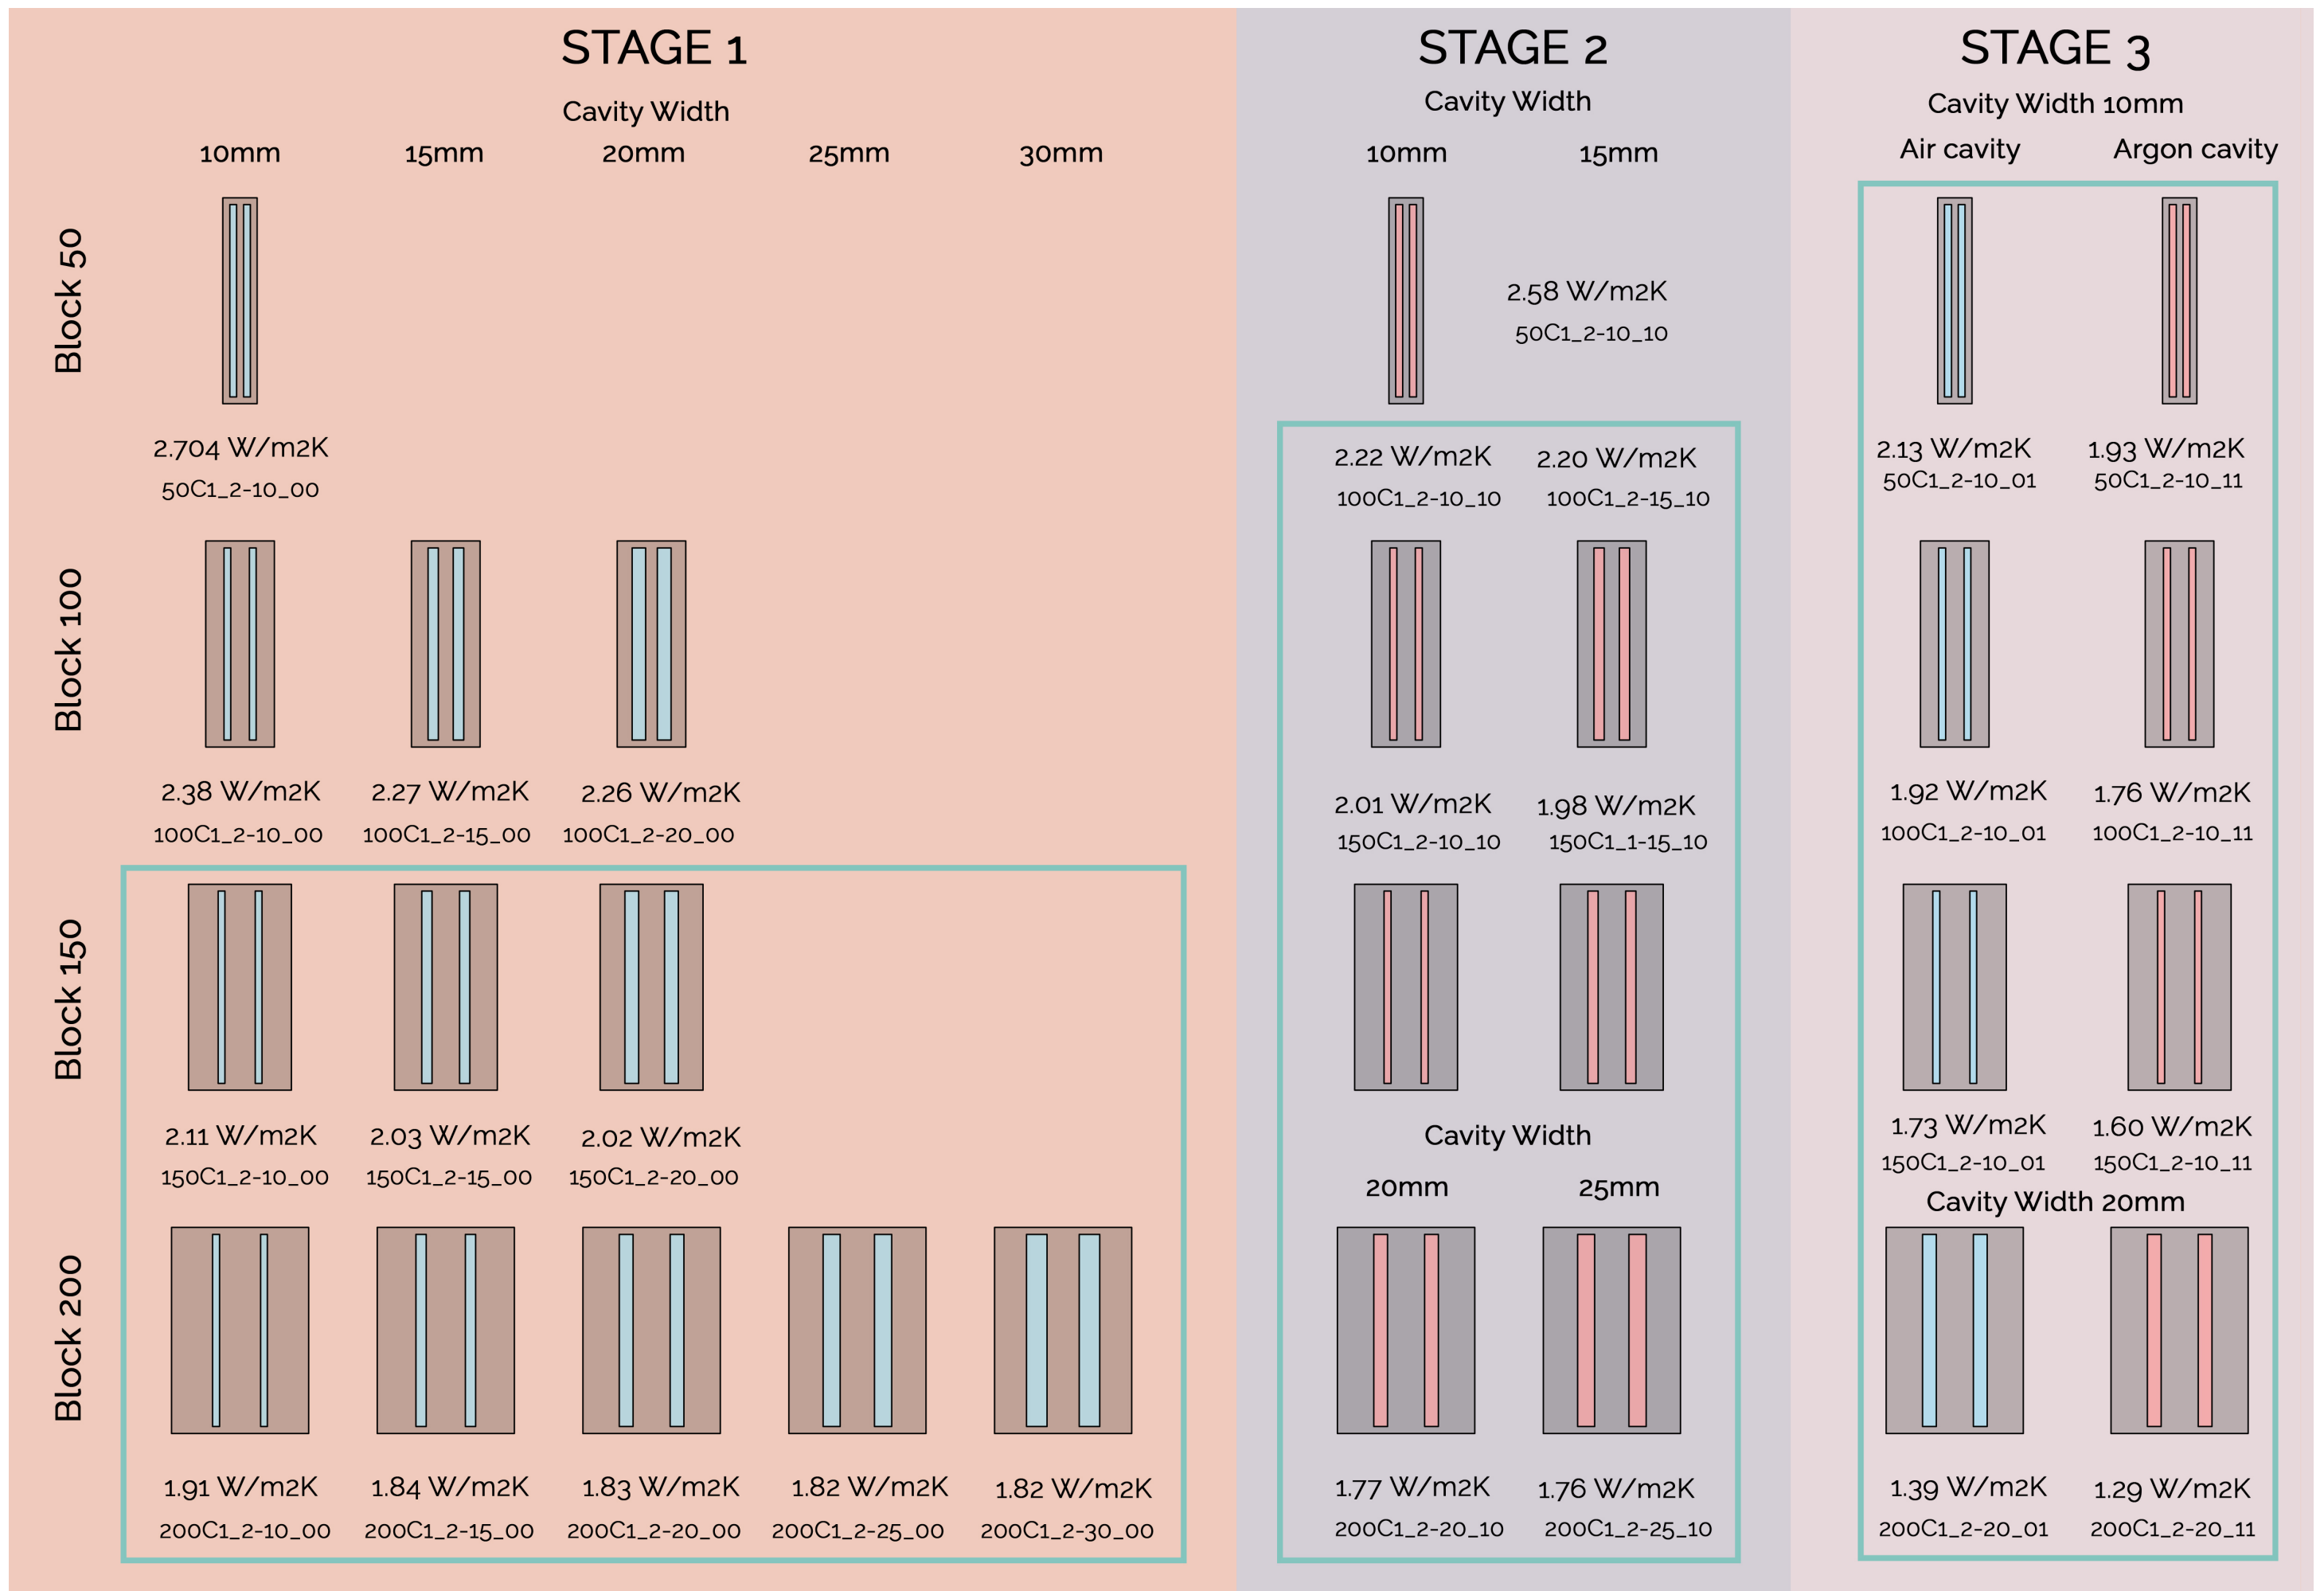 STAGE 1
Cavity Width
10mm 15mm 20mm 25mm 30mm
Block 50
2.704 W/m2K
50C1_2-10_00
Block 100
2.38 W/m2K 2.27 W/m2K 2.26 W/m2K
100C1_2-10_00 100C1_2-15_00 100C1_2-20_00
Block 150
2.11 W/m2K 2.03 W/m2K 2.02 W/m2K
150C1_2-10_00 150C1_2-15_00 150C1_2-20_00
Block 200
1.91 W/m2K 1.84 W/m2K 1.83 W/m2K 1.82 W/m2K 1.82 W/m2K
200C1_2-10_00 200C1_2-15_00 200C1_2-20_00 200C1_2-25_00 200C1_2-30_00
STAGE 2
Cavity Width
10mm 15mm
2.58 W/m2K
50C1_2-10_10
2.22 W/m2K 2.20 W/m2K
100C1_2-10_10 100C1_2-15_10
2.01 W/m2K 1.98 W/m2K
150C1_2-10_10 150C1_1-15_10
Cavity Width
20mm 25mm
1.77 W/m2K 1.76 W/m2K
200C1_2-20_10 200C1_2-25_10
STAGE 3
Cavity Width 10mm
Air cavity Argon cavity
2.13 W/m2K 1.93 W/m2K
50C1_2-10_01 50C1_2-10_11
1.92 W/m2K 1.76 W/m2K
100C1_2-10_01 100C1_2-10_11
1.73 W/m2K 1.60 W/m2K
150C1_2-10_01 150C1_2-10_11
Cavity Width 20mm
1.39 W/m2K 1.29 W/m2K
200C1_2-20_01 200C1_2-20_11